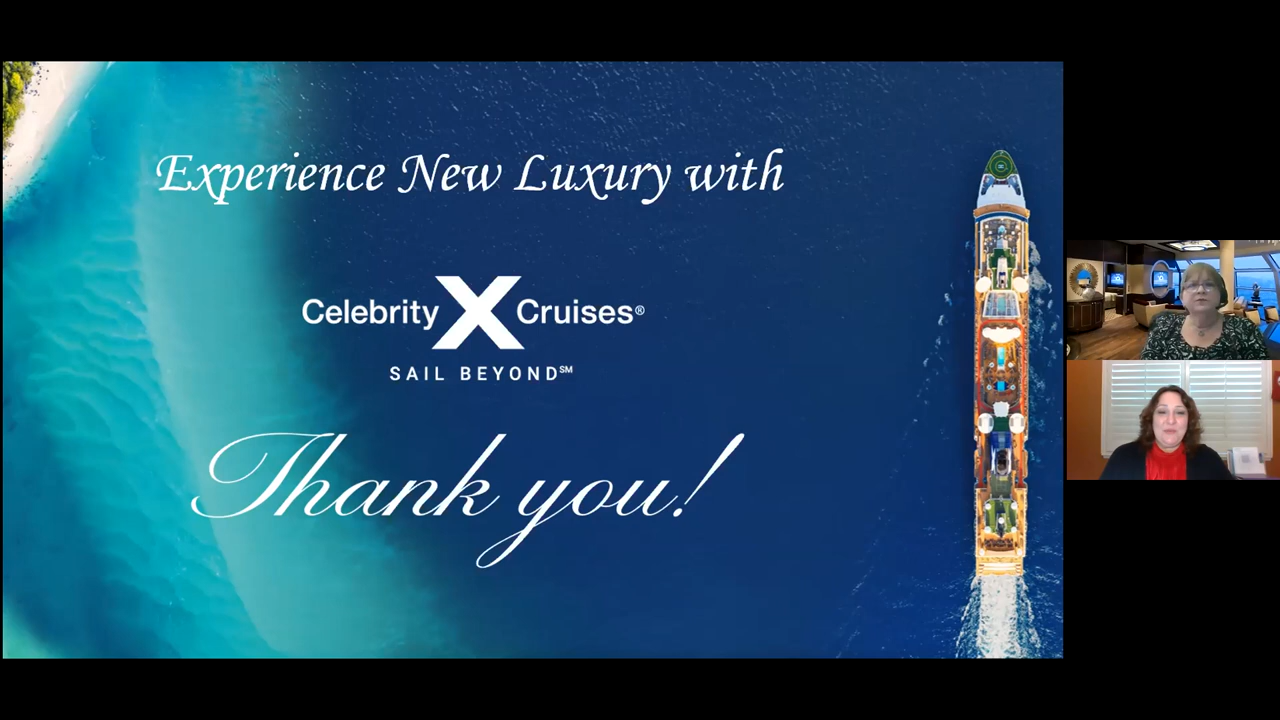 Experience New Luxury with
Celebrity X Cruises®
SAIL BEYOND℠
Thank you!